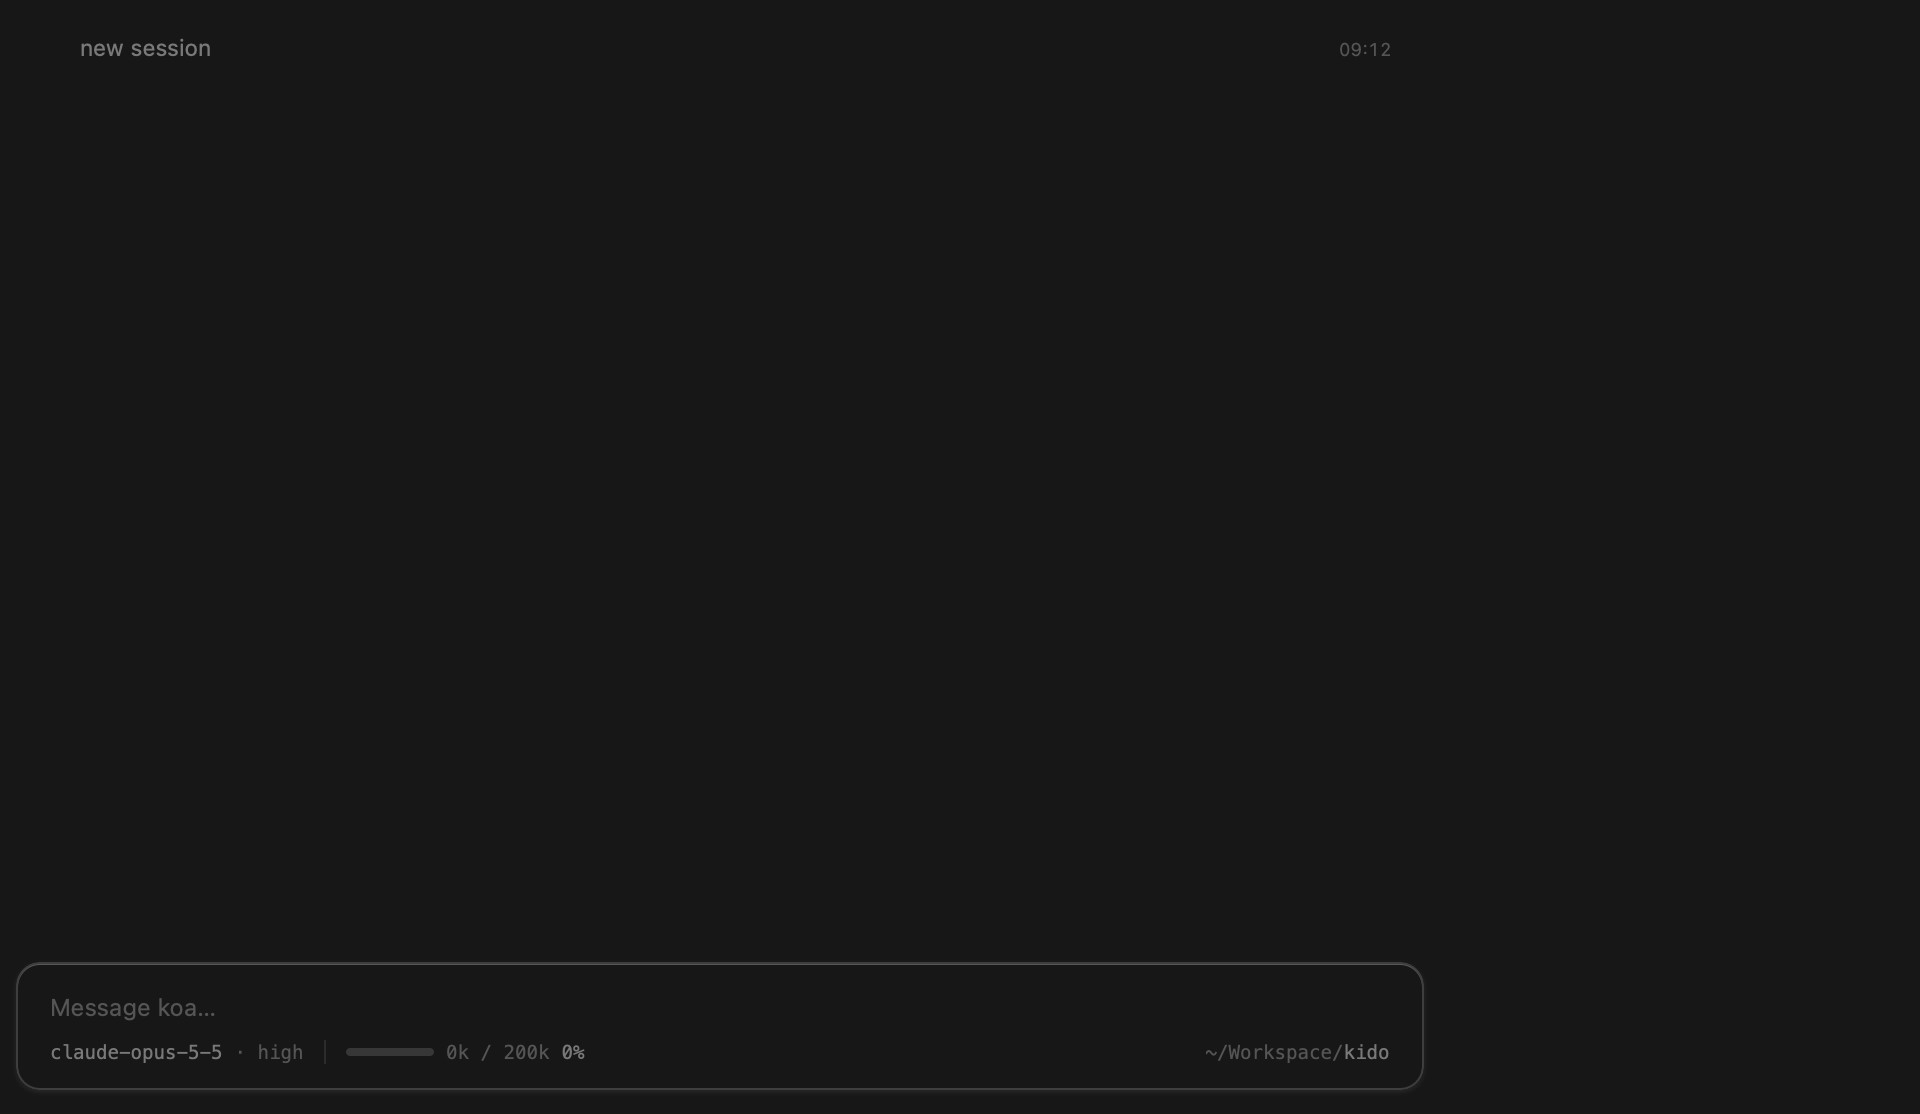 new session
09:12
Message koa...
claude-opus-5-5 · high | 0k / 200k 0%
~/Workspace/kido